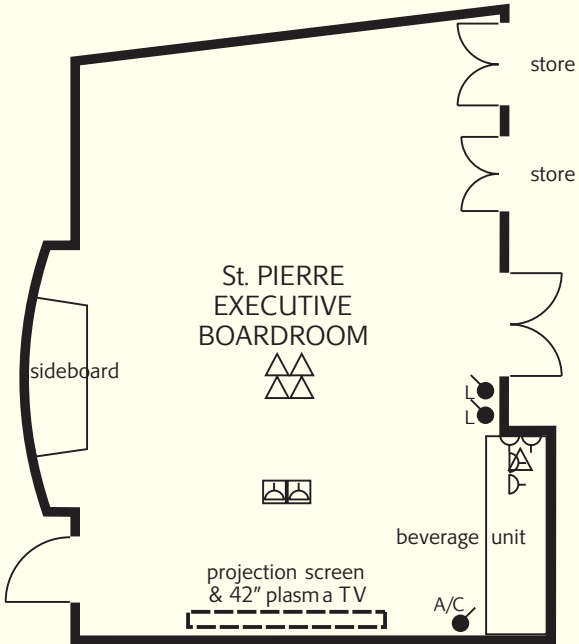 store
store
St. PIERRE
EXECUTIVE
BOARDROOM
sideboard
L
L
beverage unit
projection screen
& 42" plasma TV
A/C